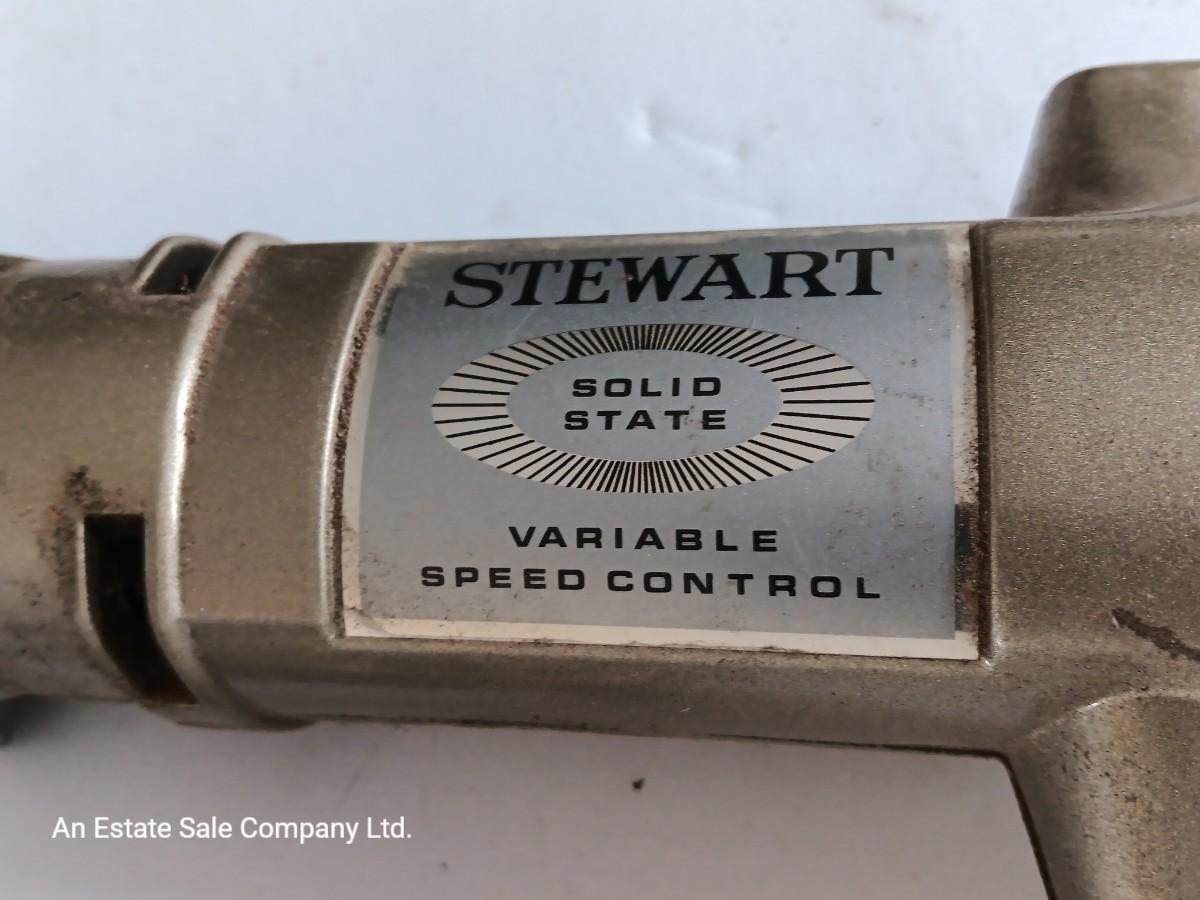 STEWART
SOLID
STATE
VARIABLE
SPEED CONTROL
An Estate Sale Company Ltd.